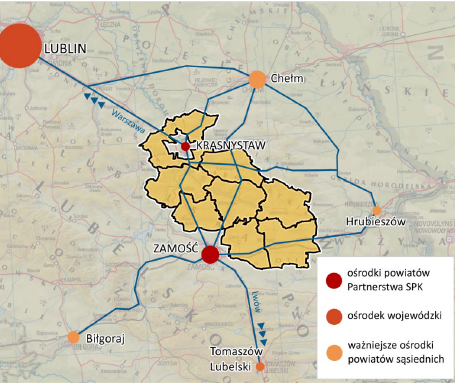 LUBLIN
Chełm
Warszawa
KRASNYSTAW
Hrubieszów
ZAMOŚĆ
Lwów
Biłgoraj
Tomaszów
Lubelski
ośrodki powiatów
Partnerstwa SPK
ośrodek wojewódzki
ważniejsze ośrodki
powiatów sąsiednich